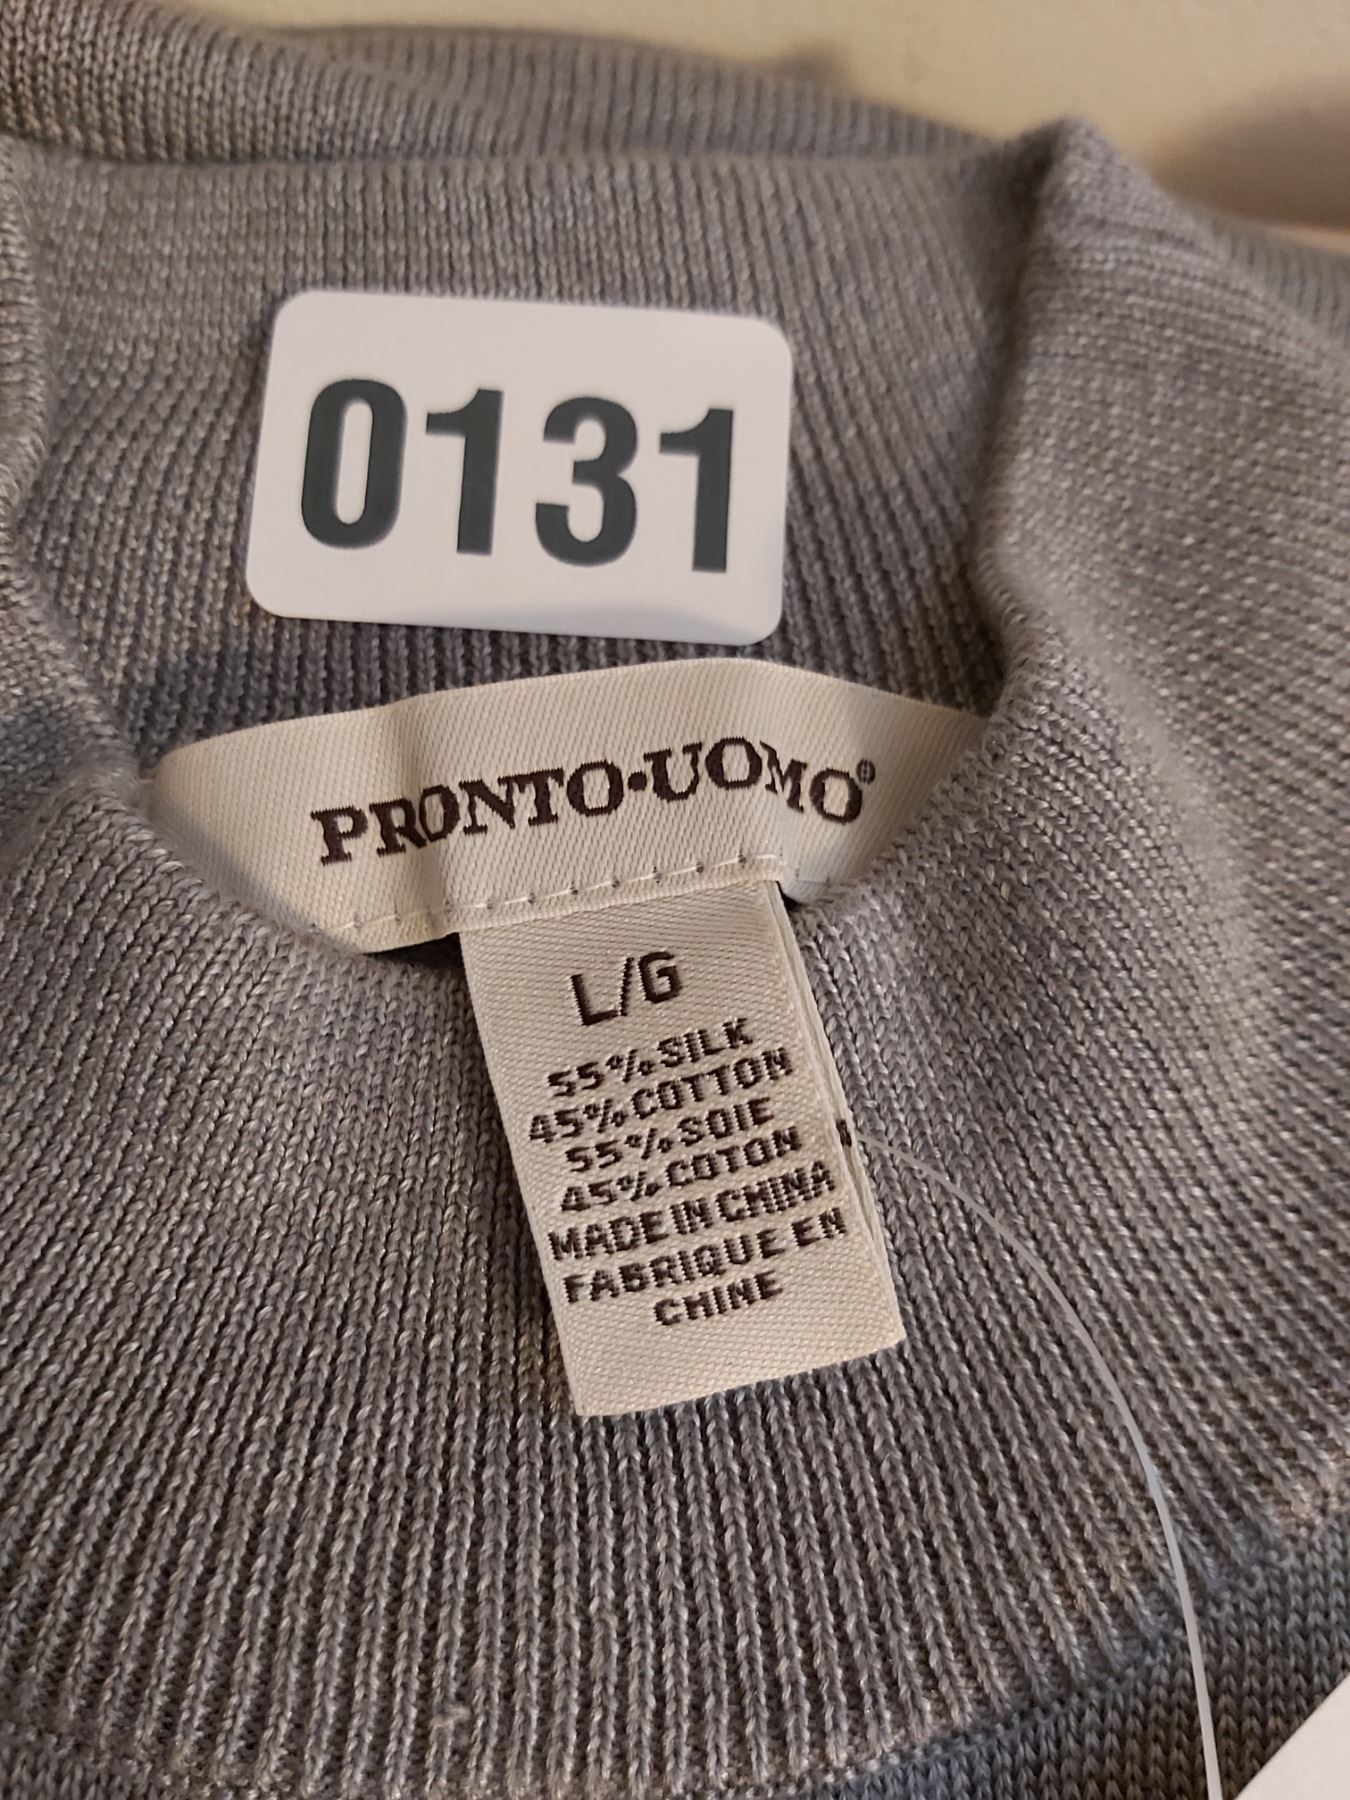 0131
PRONTO·UOMO®
L/G
55% SILK
45% COTTON
55% SOIE
45% COTON
MADE IN CHINA
FABRIQUE EN
CHINE